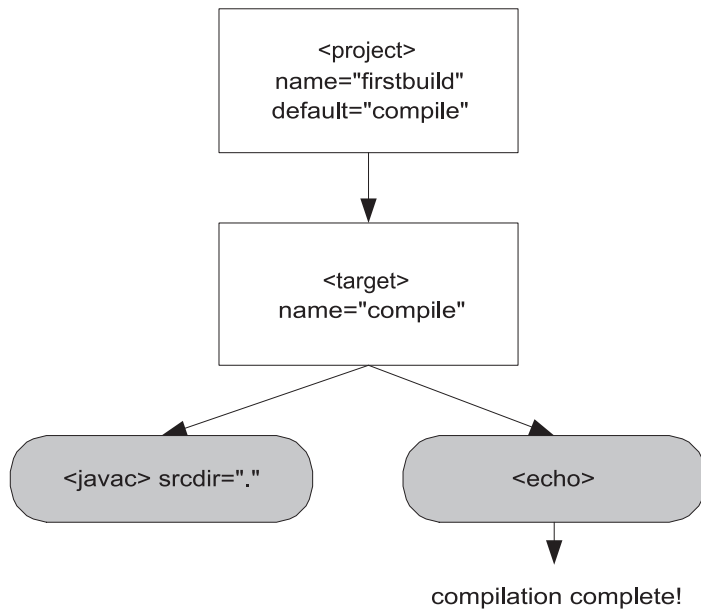 <project>
name="firstbuild"
default="compile"
<target>
name="compile"
<javac> srcdir="."
<echo>
compilation complete!